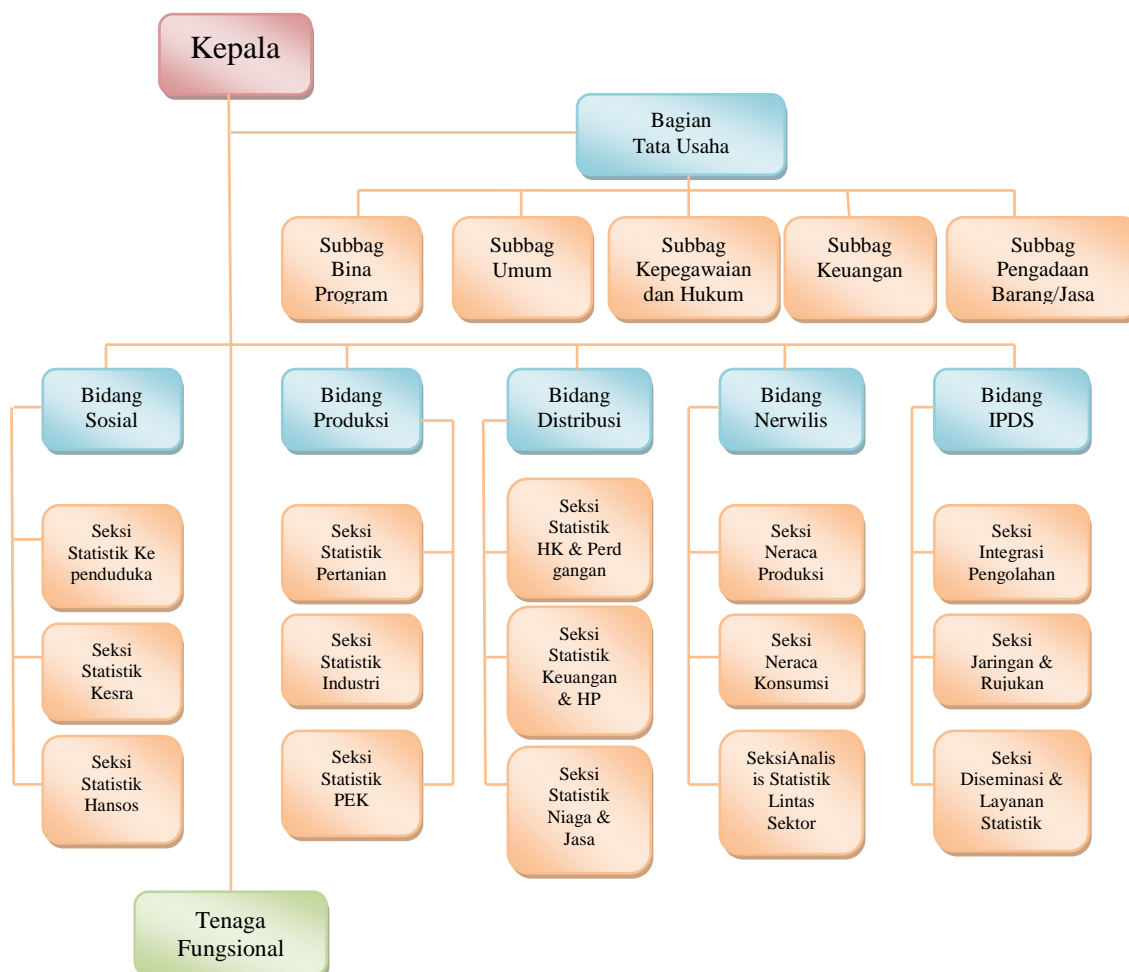 Kepala
Bagian
Tata Usaha
Subbag
Bina
Program
Subbag
Umum
Subbag
Kepegawaian
dan Hukum
Subbag
Keuangan
Subbag
Pengadaan
Barang/Jasa
Bidang
Sosial
Bidang
Produksi
Bidang
Distribusi
Bidang
Nerwilis
Bidang
IPDS
Seksi
Statistik Ke
penduduka
Seksi
Statistik
Kesra
Seksi
Statistik
Hansos
Seksi
Statistik
Pertanian
Seksi
Statistik
Industri
Seksi
Statistik
PEK
Seksi
Statistik
HK & Perd
gangan
Seksi
Statistik
Keuangan
& HP
Seksi
Statistik
Niaga &
Jasa
Seksi
Neraca
Produksi
Seksi
Neraca
Konsumsi
SeksiAnalis
is Statistik
Lintas
Sektor
Seksi
Integrasi
Pengolahan
Seksi
Jaringan &
Rujukan
Seksi
Diseminasi &
Layanan
Statistik
Tenaga
Fungsional